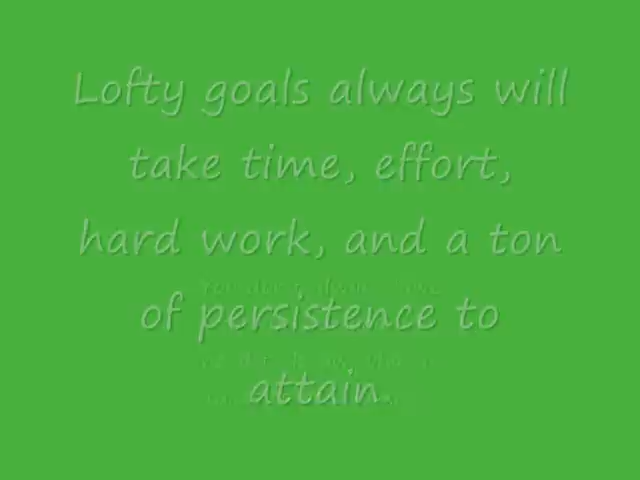 Lofty goals always will
take time, effort,
hard work, and a ton
of persistence to
attain.